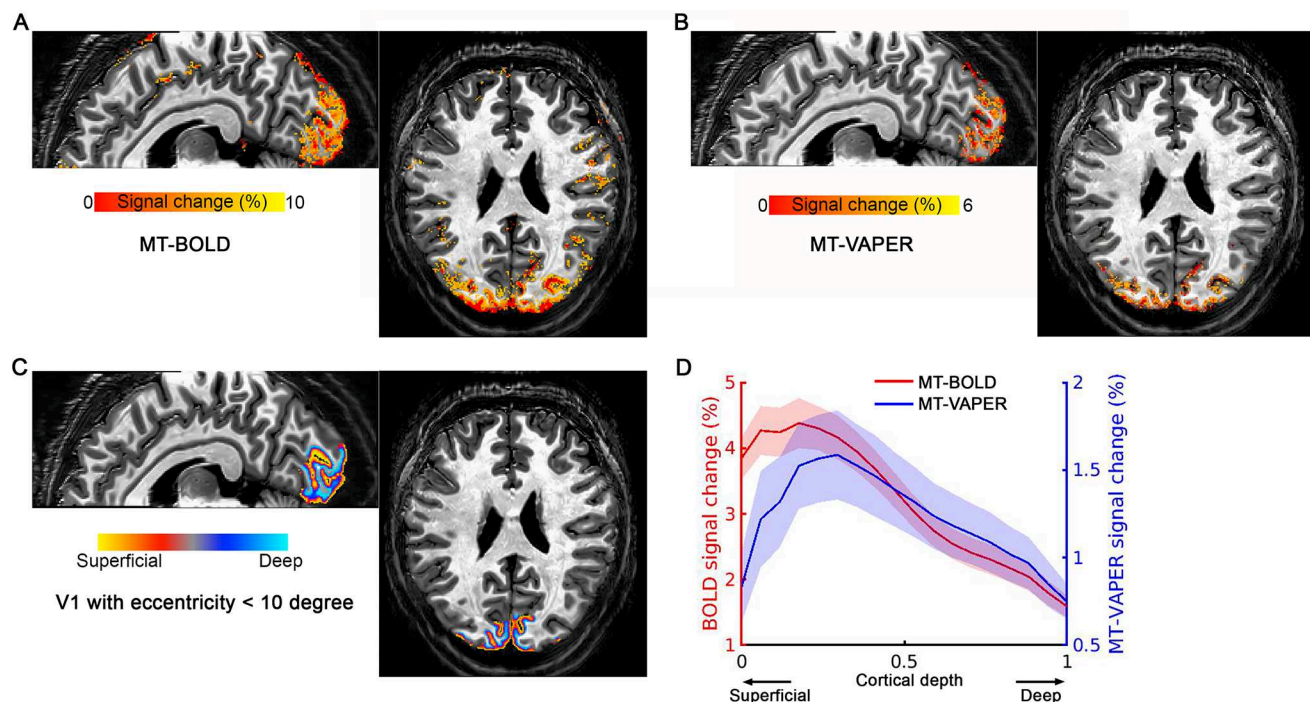 A
0 Signal change (%) 10
MT-BOLD
B
0 Signal change (%) 6
MT-VAPER
C
Superficial Deep
V1 with eccentricity < 10 degree
D
MT-BOLD
MT-VAPER
BOLD signal change (%)
5
4
3
2
1
MT-VAPER signal change (%)
2
1.5
1
0.5
0 0.5 1
Cortical depth
Superficial Deep